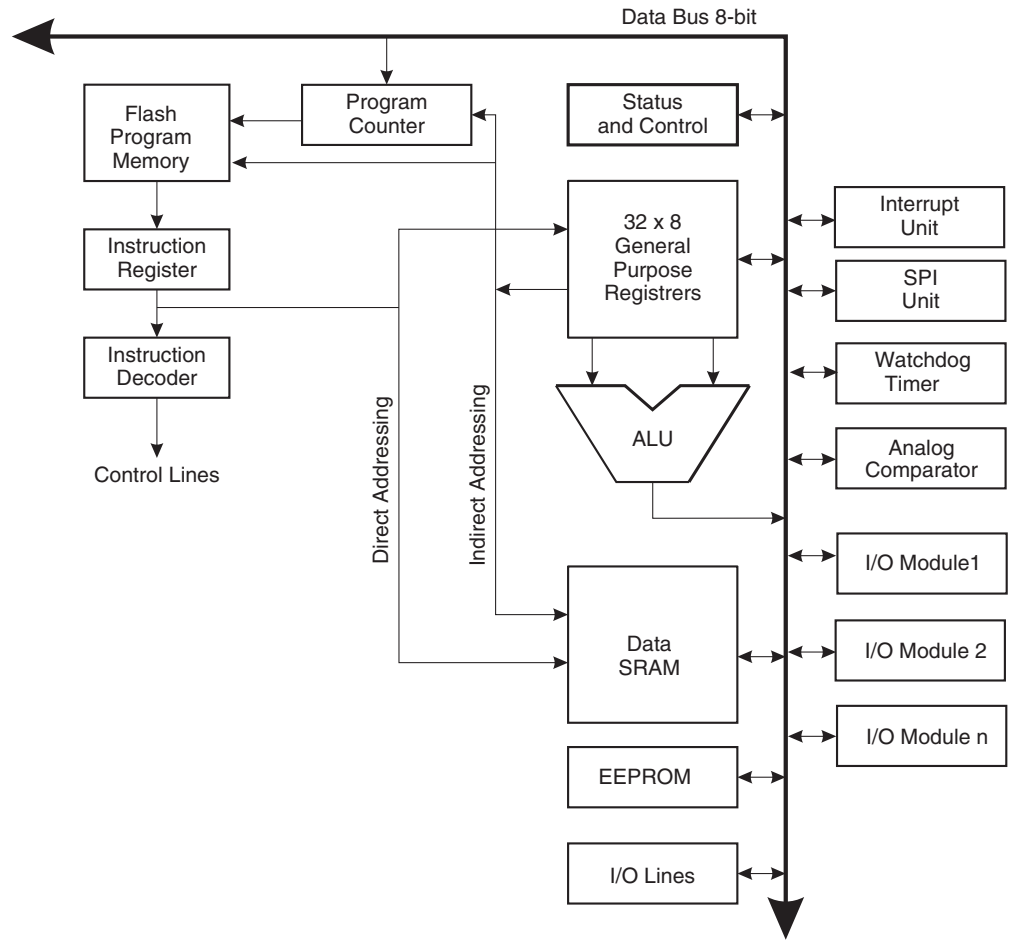 Data Bus 8-bit
Flash
Program
Memory
Program
Counter
Status
and Control
32 x 8
General
Purpose
Registrers
Interrupt
Unit
Instruction
Register
SPI
Unit
Instruction
Decoder
Watchdog
Timer
Control Lines
Direct Addressing
Indirect Addressing
ALU
Analog
Comparator
I/O Module1
Data
SRAM
I/O Module 2
I/O Module n
EEPROM
I/O Lines